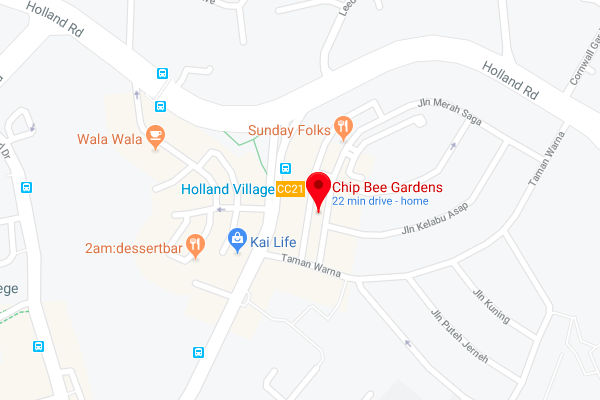 Holland Rd
Leed
Cornwall Gard
Holland Rd
Jln Merah Saga
Wala Wala
Sunday Folks
Taman Warna
d Dr
Holland Village
CC21
Chip Bee Gardens
22 min drive - home
Jln Kelabu Asap
2am:dessertbar
Kai Life
Taman Warna
ege
Jln Kuning
Jln Puteh Jerneh